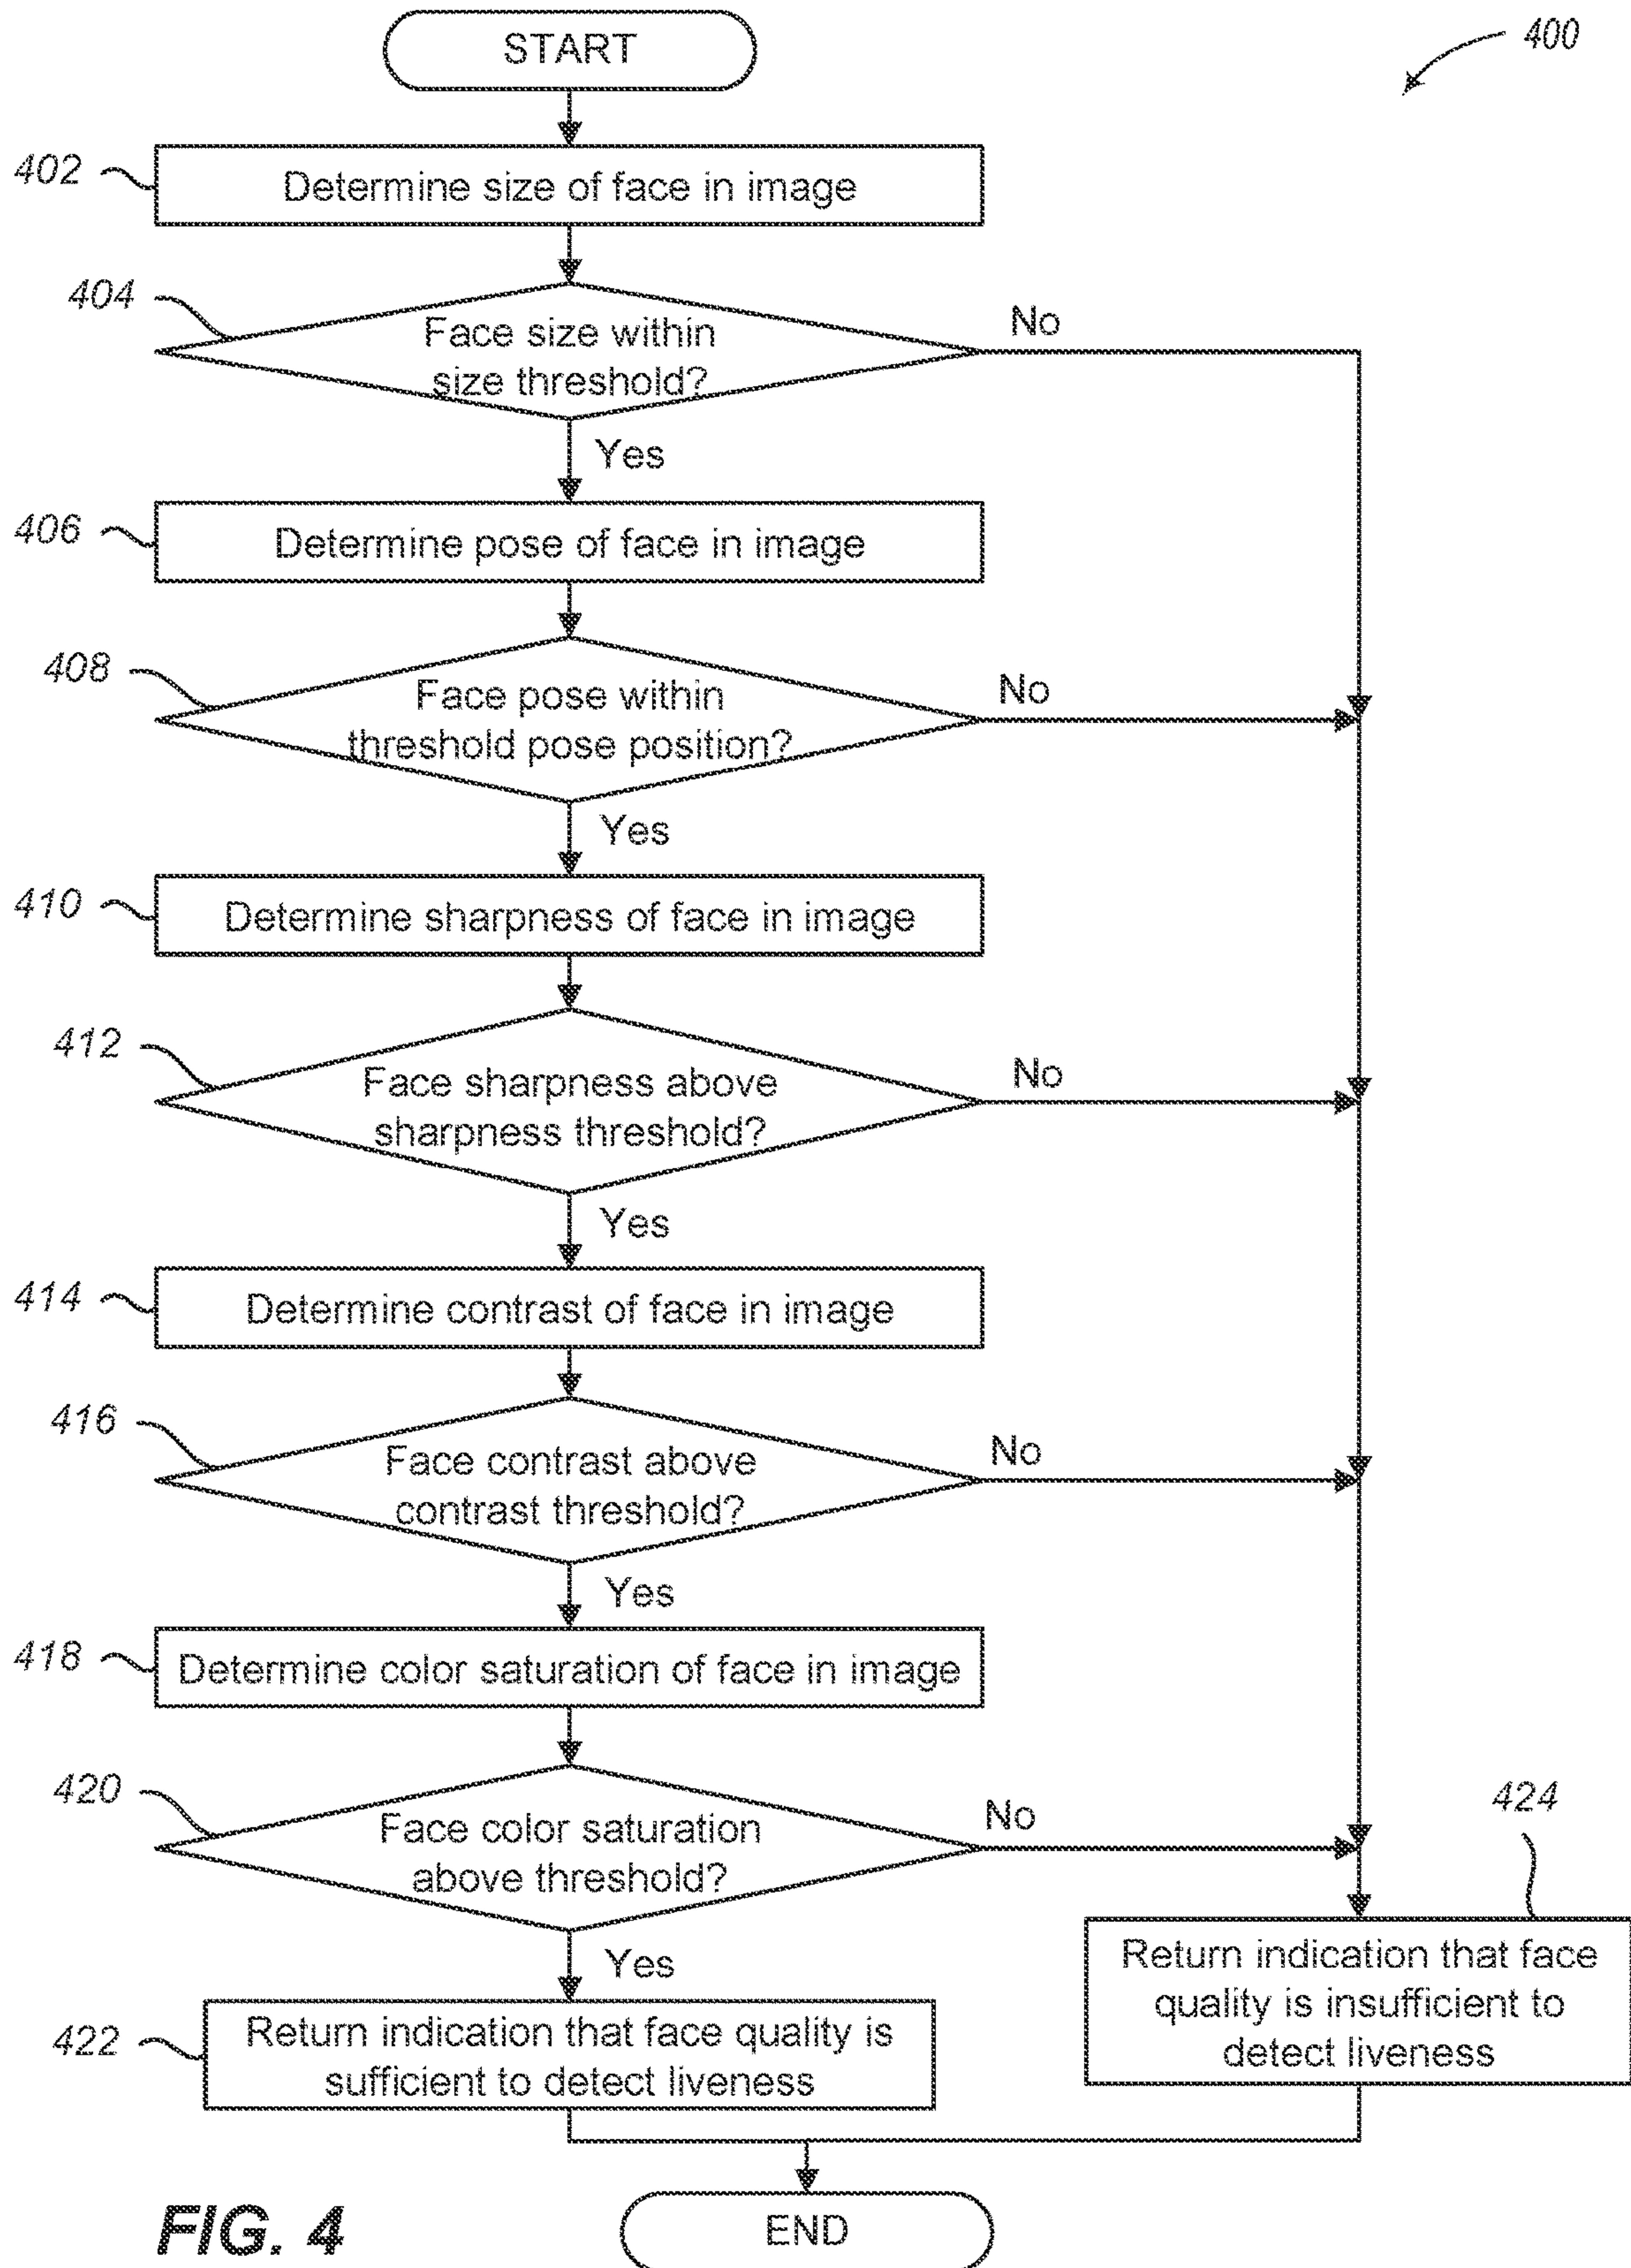 START
400
402
Determine size of face in image
404
Face size within
size threshold?
No
Yes
406
Determine pose of face in image
408
Face pose within
threshold pose position?
No
Yes
410
Determine sharpness of face in image
412
Face sharpness above
sharpness threshold?
No
Yes
414
Determine contrast of face in image
416
Face contrast above
contrast threshold?
No
Yes
418
Determine color saturation of face in image
420
Face color saturation
above threshold?
No
Yes
422
Return indication that face quality is
sufficient to detect liveness
424
Return indication that face
quality is insufficient to
detect liveness
END
FIG. 4